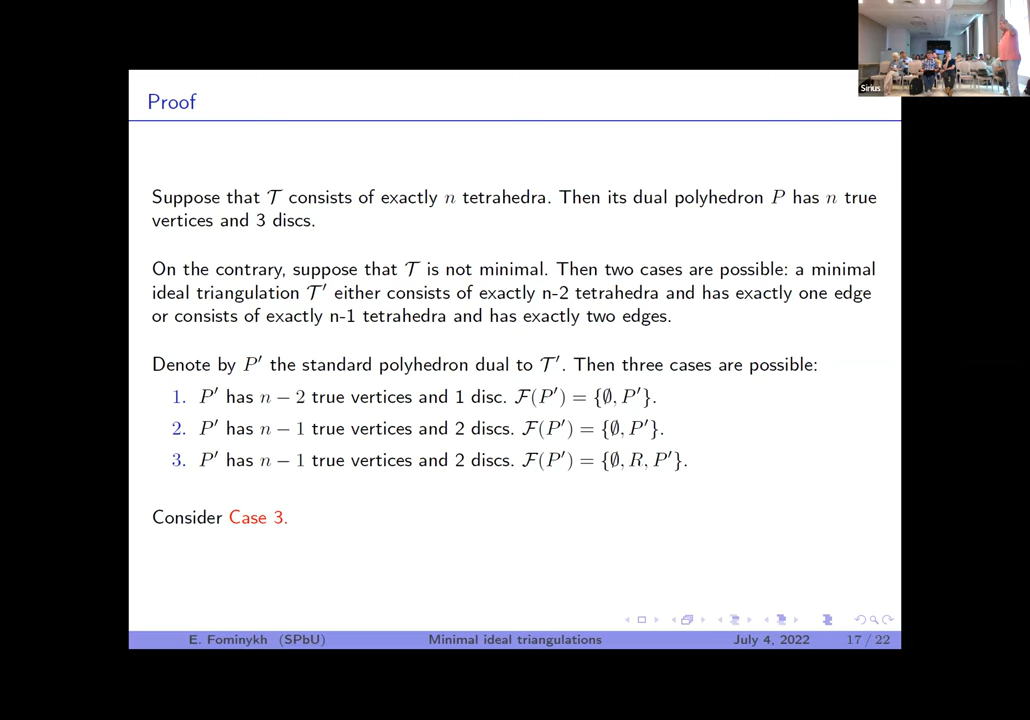 Sirius
Proof
Suppose that 𝒯 consists of exactly n tetrahedra. Then its dual polyhedron P has n true
vertices and 3 discs.
On the contrary, suppose that 𝒯 is not minimal. Then two cases are possible: a minimal
ideal triangulation 𝒯′ either consists of exactly n-2 tetrahedra and has exactly one edge
or consists of exactly n-1 tetrahedra and has exactly two edges.
Denote by P′ the standard polyhedron dual to 𝒯′. Then three cases are possible:
1. P′ has n − 2 true vertices and 1 disc. ℱ(P′) = {∅, P′}.
2. P′ has n − 1 true vertices and 2 discs. ℱ(P′) = {∅, P′}.
3. P′ has n − 1 true vertices and 2 discs. ℱ(P′) = {∅, R, P′}.
Consider Case 3.
E. Fominykh (SPbU) Minimal ideal triangulations July 4, 2022 17 / 22